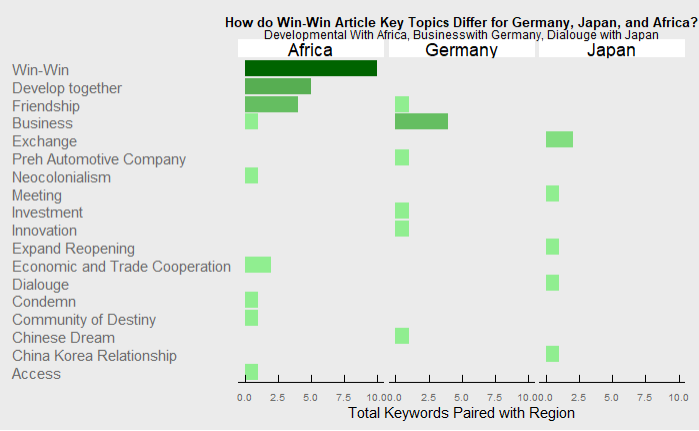 How do Win-Win Article Key Topics Differ for Germany, Japan, and Africa?
Developmental With Africa, Businesswith Germany, Dialouge with Japan
Africa Germany Japan
Win-Win
Develop together
Friendship
Business
Exchange
Preh Automotive Company
Neocolonialism
Meeting
Investment
Innovation
Expand Reopening
Economic and Trade Cooperation
Dialouge
Condemn
Community of Destiny
Chinese Dream
China Korea Relationship
Access
0.0 2.5 5.0 7.5 10.0 0.0 2.5 5.0 7.5 10.0 0.0 2.5 5.0 7.5 10.0
Total Keywords Paired with Region